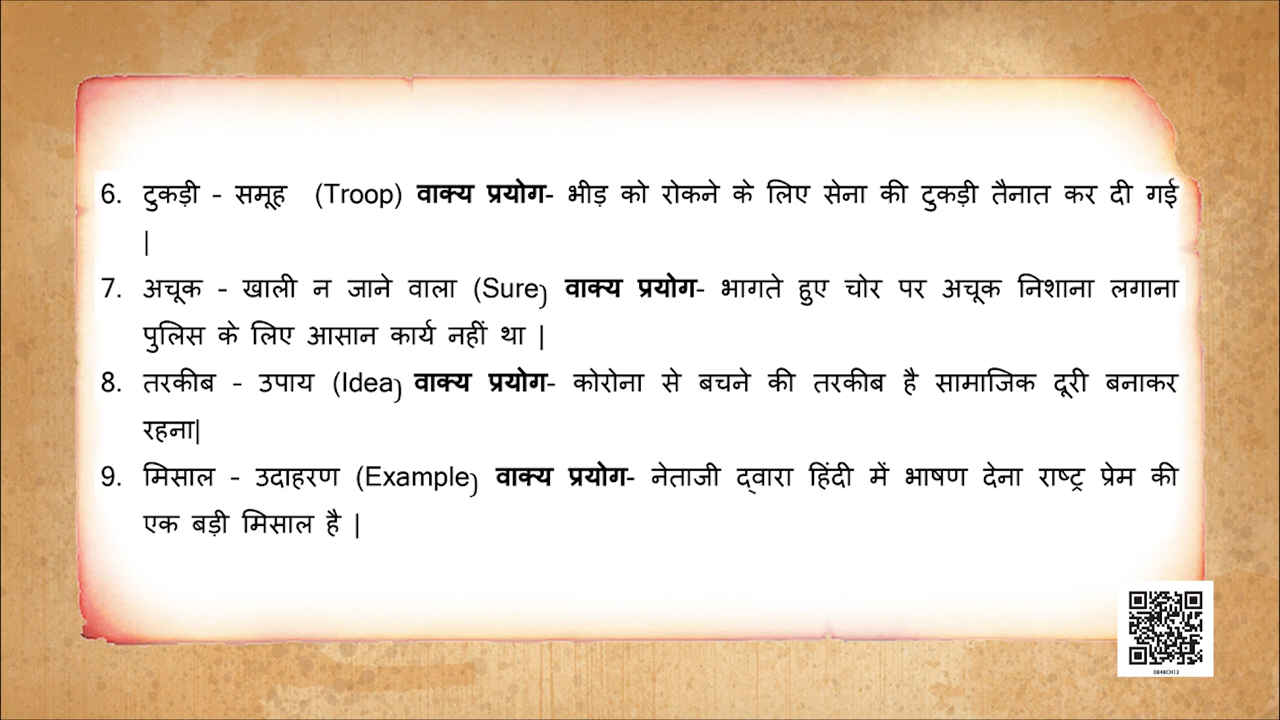 6. टुकड़ी - समूह (Troop) वाक्य प्रयोग- भीड़ को रोकने के लिए सेना की टुकड़ी तैनात कर दी गई
|
7. अचूक - खाली न जाने वाला (Sure) वाक्य प्रयोग- भागते हुए चोर पर अचूक निशाना लगाना
पुलिस के लिए आसान कार्य नहीं था |
8. तरकीब - उपाय (Idea) वाक्य प्रयोग- कोरोना से बचने की तरकीब है सामाजिक दूरी बनाकर
रहना|
9. मिसाल - उदाहरण (Example) वाक्य प्रयोग- नेताजी द्वारा हिंदी में भाषण देना राष्ट्र प्रेम की
एक बड़ी मिसाल है |
0848CH13